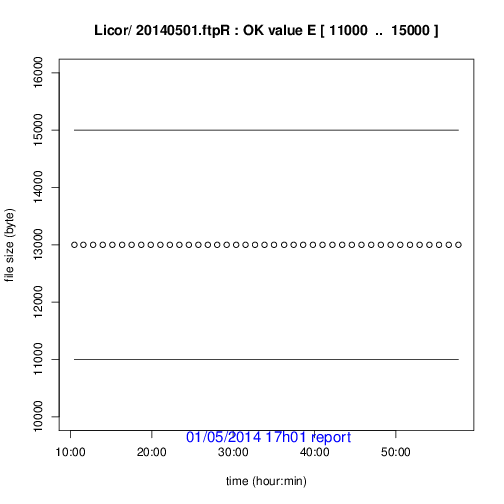 Licor/ 20140501.ftpR : OK value E [ 11000  ..  15000 ]
16000
15000
14000
13000
12000
11000
10000
file size (byte)
01/05/2014 17h01 report
10:00 20:00 30:00 40:00 50:00
time (hour:min)